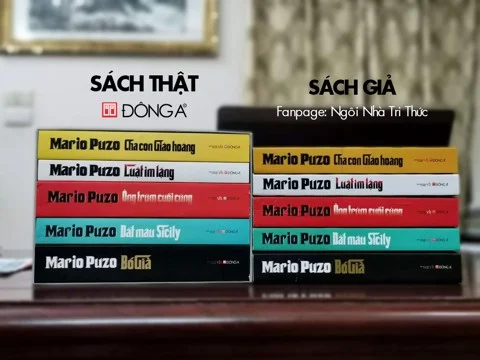 SÁCH THẬT
ĐÔNG A®
Mario Puzo Cha con Giáo hoàng
Mario Puzo Luật im lặng
Mario Puzo Ông trùm cuối cùng
Mario Puzo Đất máu Sicily
Mario Puzo Bố Già
SÁCH GIẢ
Fanpage: Ngôi Nhà Tri Thức
Mario Puzo Cha con Giáo hoàng
Mario Puzo Luật im lặng
Mario Puzo Ông trùm cuối cùng
Mario Puzo Đất máu Sicily
Mario Puzo Bố Già